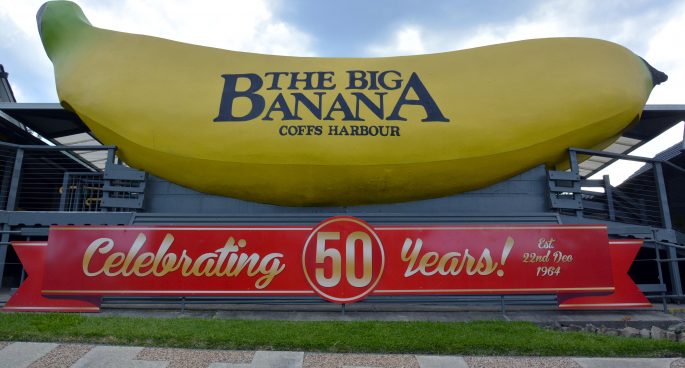 THE BIG
BANANA
COFFS HARBOUR
Celebrating 50 Years!
Est.
22nd Dec
1964